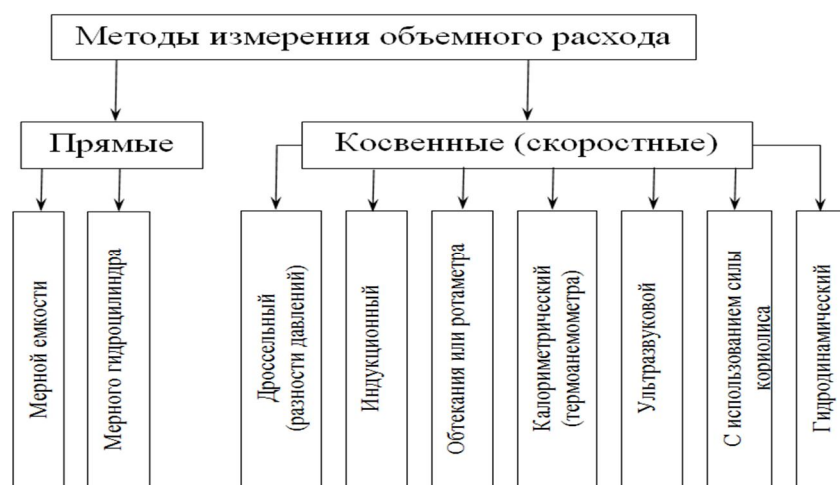 Методы измерения объемного расхода
Прямые
Косвенные (скоростные)
Мерной емкости
Мерного гидроцилиндра
Дроссельный
(разности давлений)
Индукционный
Обтекания или ротаметра
Калориметрический
(термоанемометра)
Ультразвуковой
С использованием силы
кориолиса
Гидродинамический